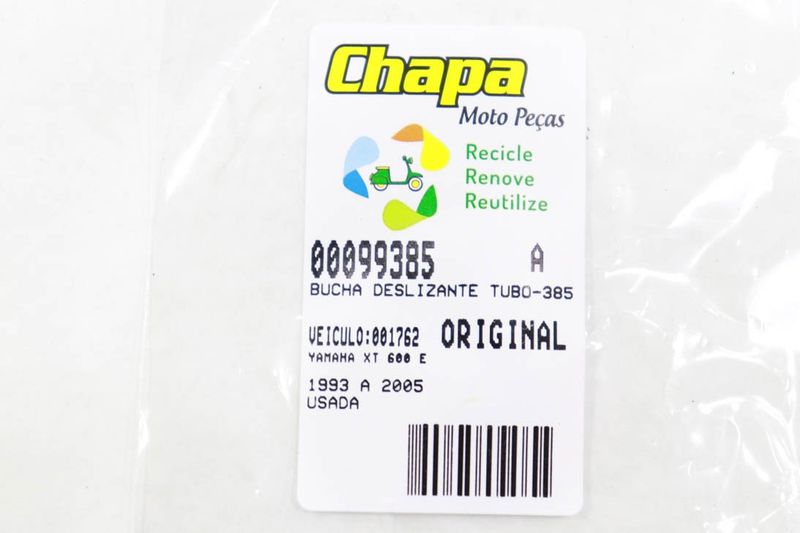 Chapa
Moto Peças
Recicle
Renove
Reutilize
00099385 A
BUCHA DESLIZANTE TUBO-385
VEICULO:001762 ORIGINAL
YAMAHA XT 600 E
1993 A 2005
USADA